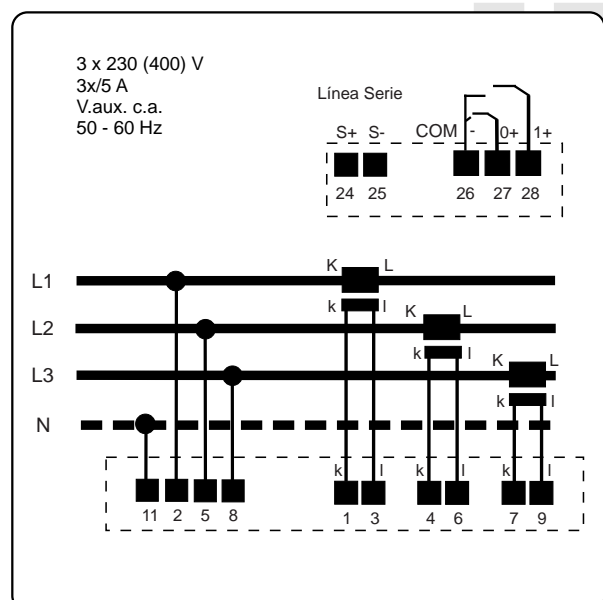 3 x 230 (400) V
3x/5 A
V.aux. c.a.
50 - 60 Hz
Línea Serie
S+ S- COM - 0+ 1+
24 25 26 27 28
K L
L1
k l
K L
L2
k l
K L
L3
k l
N
k l k l k l
11 2 5 8 1 3 4 6 7 9